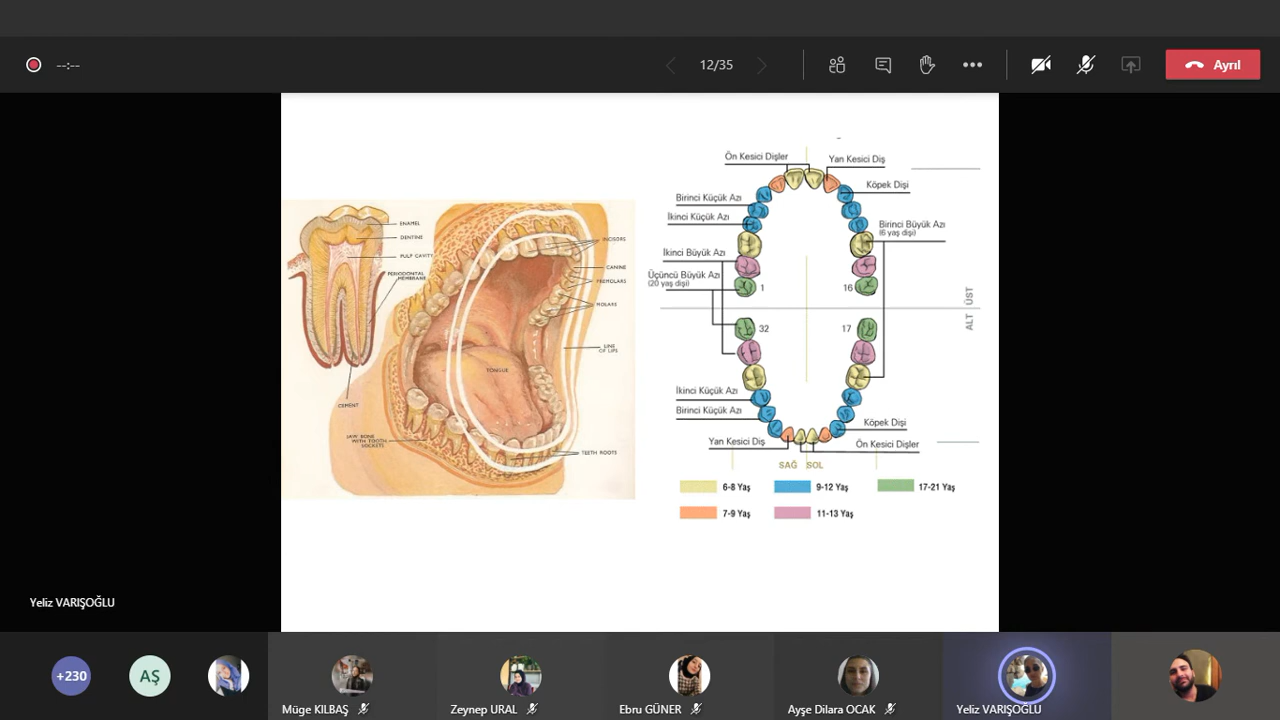 --:--
12/35
Ayrıl
ENAMEL
DENTINE
PULP CAVITY
PERIODONTAL
MEMBRANE
CEMENT
JAW BONE
WITH TOOTH
SOCKETS
INCISORS
CANINE
PREMOLARS
MOLARS
LINE
OF LIPS
TONGUE
TEETH ROOTS
Ön Kesici Dişler
Yan Kesici Diş
Köpek Dişi
Birinci Küçük Azı
İkinci Küçük Azı
Birinci Büyük Azı
(6 yaş dişi)
İkinci Büyük Azı
Üçüncü Büyük Azı
(20 yaş dişi)
1
16
ÜST
ALT
32
17
İkinci Küçük Azı
Birinci Küçük Azı
Köpek Dişi
Yan Kesici Diş
Ön Kesici Dişler
SAĞ SOL
6-8 Yaş
9-12 Yaş
17-21 Yaş
7-9 Yaş
11-13 Yaş
Yeliz VARIŞOĞLU
+230
AŞ
Müge KILBAŞ
Zeynep URAL
Ebru GÜNER
Ayşe Dilara OCAK
Yeliz VARIŞOĞLU